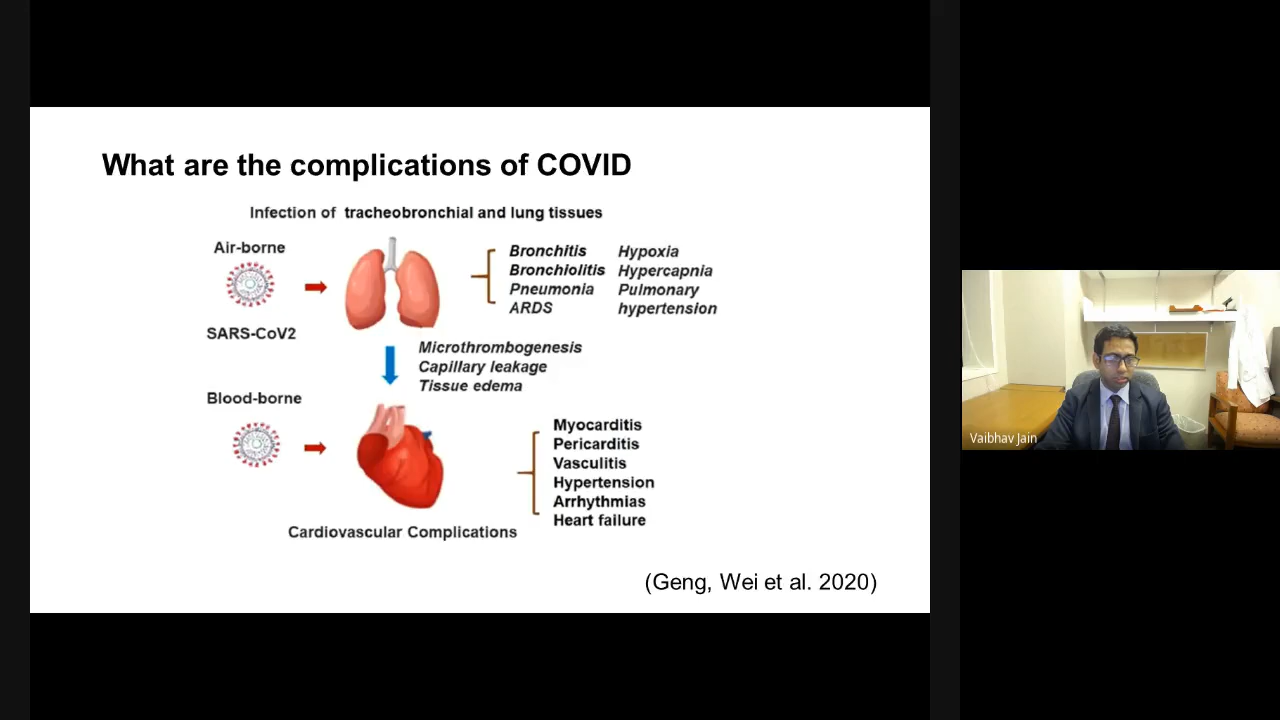 What are the complications of COVID
Infection of tracheobronchial and lung tissues
Air-borne
SARS-CoV2
Bronchitis Hypoxia
Bronchiolitis Hypercapnia
Pneumonia Pulmonary
ARDS hypertension
Microthrombogenesis
Capillary leakage
Tissue edema
Blood-borne
Myocarditis
Pericarditis
Vasculitis
Hypertension
Arrhythmias
Heart failure
Cardiovascular Complications
(Geng, Wei et al. 2020)
Vaibhav Jain